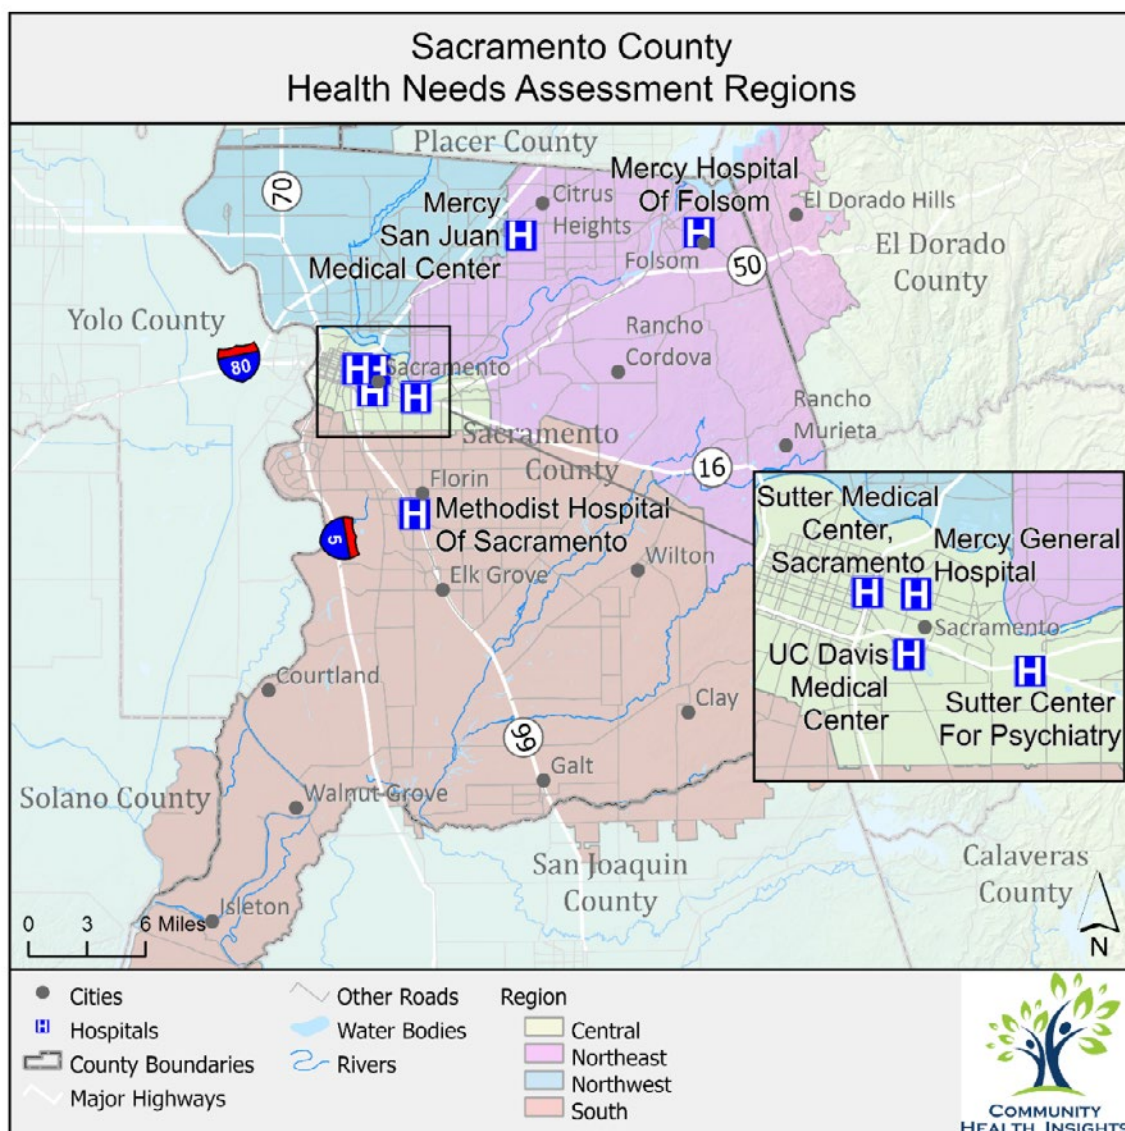 Sacramento County
Health Needs Assessment Regions
Placer County
70
Mercy
San Juan
Medical Center
Citrus
Heights
Mercy Hospital
Of Folsom
El Dorado Hills
Folsom
50
El Dorado
County
Yolo County
80
Rancho
Cordova
Sacramento
Rancho
Murieta
Sacramento
County
16
Florin
Methodist Hospital
Of Sacramento
5
Wilton
Elk Grove
Sutter Medical
Center,
Sacramento
Mercy General
Hospital
Sacramento
UC Davis
Medical
Center
Sutter Center
For Psychiatry
Courtland
Clay
99
Galt
Solano County
Walnut Grove
San Joaquin
County
Calaveras
County
Isleton
0 3 6 Miles
N
Cities
Hospitals
County Boundaries
Major Highways
Other Roads
Water Bodies
Rivers
Region
Central
Northeast
Northwest
South
COMMUNITY
HEALTH INSIGHTS